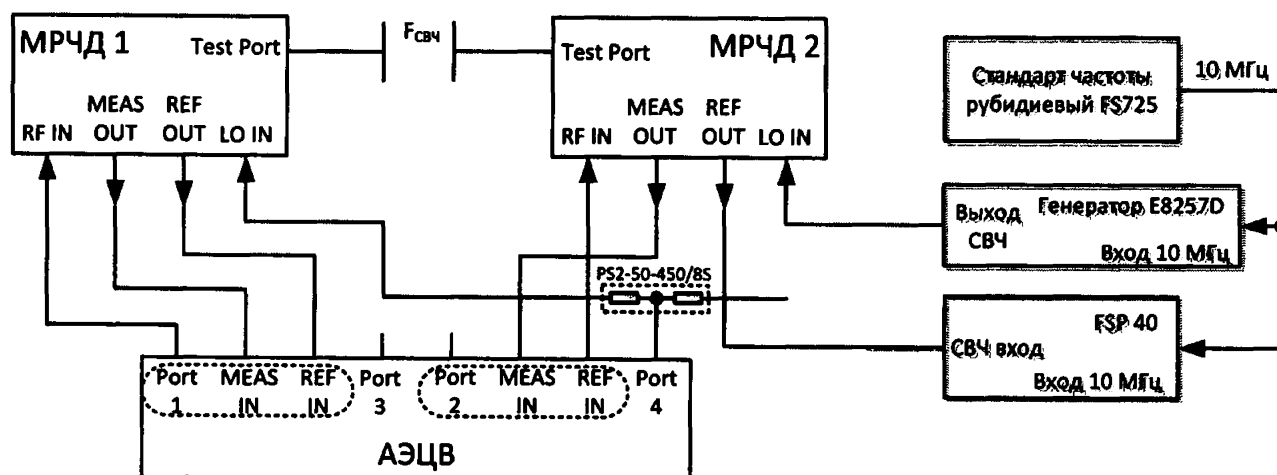 МРЧД 1
Test Port
MEAS OUT
REF OUT
RF IN
LO IN
FСВЧ
МРЧД 2
Test Port
MEAS OUT
REF OUT
RF IN
LO IN
Стандарт частоты
рубидиевый FS725
10 МГц
Выход
СВЧ
Генератор E8257D
Вход 10 МГц
PS2-50-450/8S
FSP 40
СВЧ вход
Вход 10 МГц
Port 1
MEAS IN
REF IN
Port 3
Port 2
MEAS IN
REF IN
Port 4
АЭЦВ